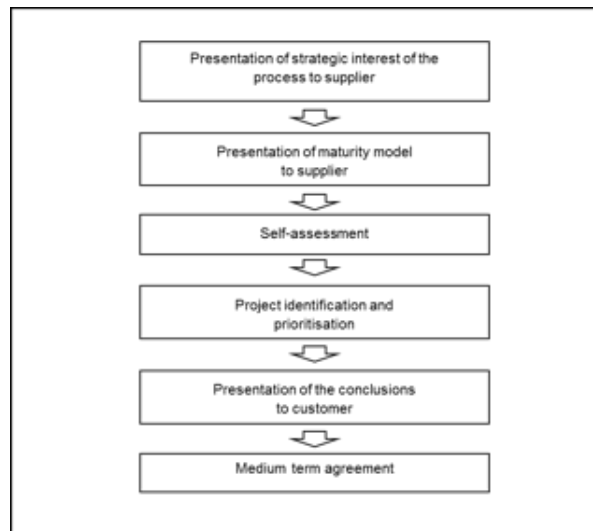 Presentation of strategic interest of the
process to supplier
Presentation of maturity model
to supplier
Self-assessment
Project identification and
prioritisation
Presentation of the conclusions
to customer
Medium term agreement